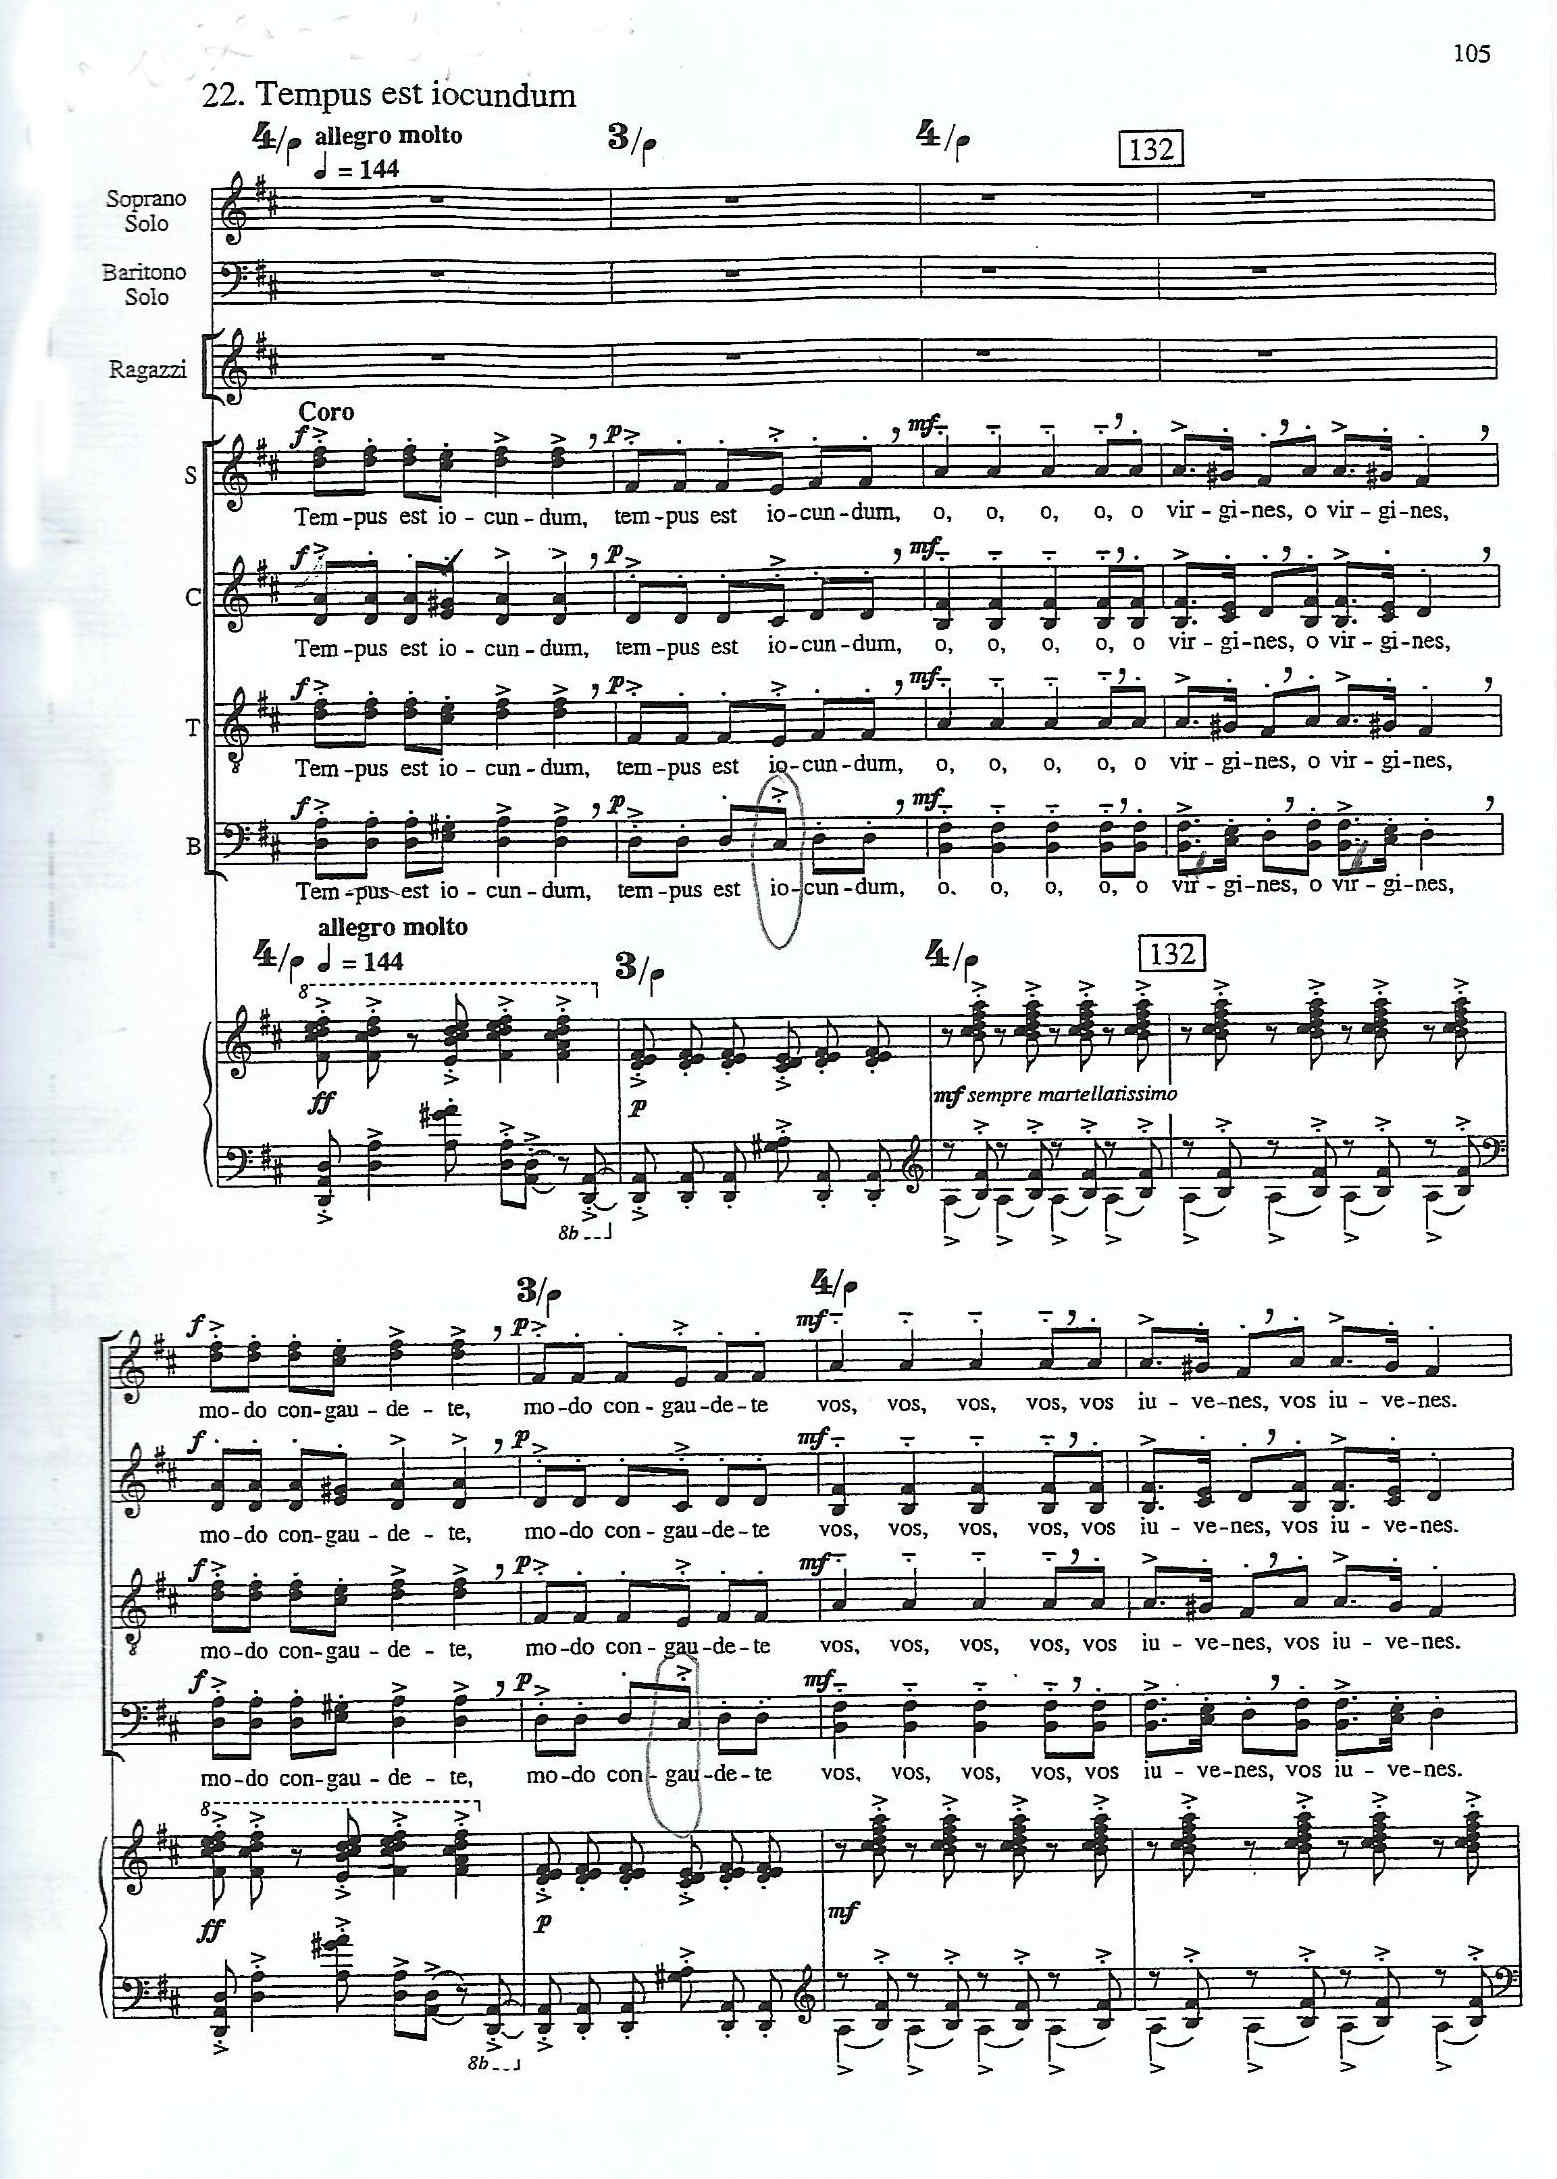 105
22. Tempus est iocundum
4/ allegro molto 3/ 4/ 132
♩ = 144
Soprano
Solo
Baritono
Solo
Ragazzi
Coro
f p mf
S
Tem-pus est io-cun-dum, tem-pus est io-cun-dum, o, o, o, o, o vir-gi-nes, o vir-gi-nes,
f p mf
C
Tem-pus est io-cun-dum, tem-pus est io-cun-dum, o, o, o, o, o vir-gi-nes, o vir-gi-nes,
f p mf
T
8
Tem-pus est io-cun-dum, tem-pus est io-cun-dum, o, o, o, o, o vir-gi-nes, o vir-gi-nes,
f p mf
B
Tem-pus est io-cun-dum, tem-pus est io-cun-dum, o. o, o, o, o vir-gi-nes, o vir-gi-nes,
allegro molto
4/ ♩ = 144 3/ 4/ 132
8
ff p mf sempre martellatissimo
8b
3/ 4/
f p mf
mo-do con-gau-de-te, mo-do con-gau-de-te vos, vos, vos, vos, vos iu-ve-nes, vos iu-ve-nes.
f p mf
mo-do con-gau-de-te, mo-do con-gau-de-te vos, vos, vos, vos, vos iu-ve-nes, vos iu-ve-nes.
f p mf
8
mo-do con-gau-de-te, mo-do con-gau-de-te vos, vos, vos, vos, vos iu-ve-nes, vos iu-ve-nes.
f p mf
mo-do con-gau-de-te, mo-do con-gau-de-te vos, vos, vos, vos, vos iu-ve-nes, vos iu-ve-nes.
8
ff p mf
8b